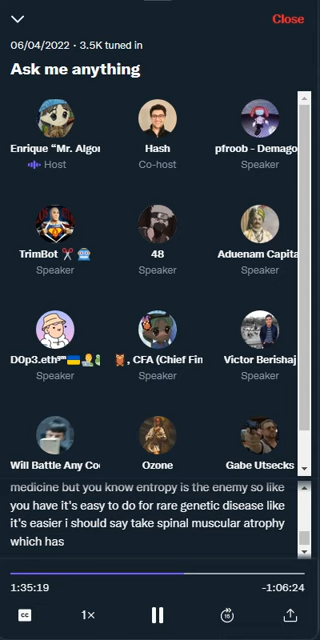 Close
06/04/2022 · 3.5K tuned in
Ask me anything
Enrique “Mr. Algor
Host
Hash
Co-host
pfroob - Demago
Speaker
TrimBot ✂️ 🤖
Speaker
48
Speaker
Aduenam Capita
Speaker
D0p3.eth
Speaker
, CFA (Chief Fin
Speaker
Victor Berishaj
Speaker
Will Battle Any Co
Ozone
Gabe Utsecks
medicine but you know entropy is the enemy so like
you have it’s easy to do for rare genetic disease like
it’s easier i should say take spinal muscular atrophy
which has
1:35:19
-1:06:24
CC
1×
15